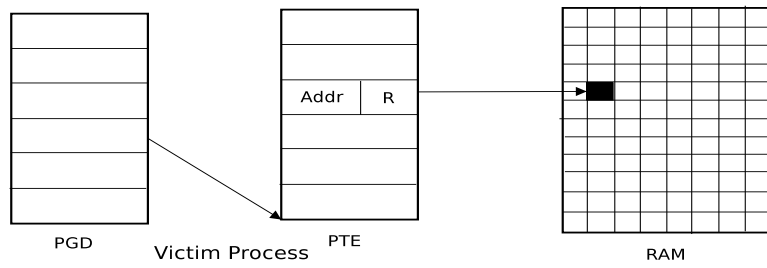 Addr R
PGD
Victim Process
PTE
RAM